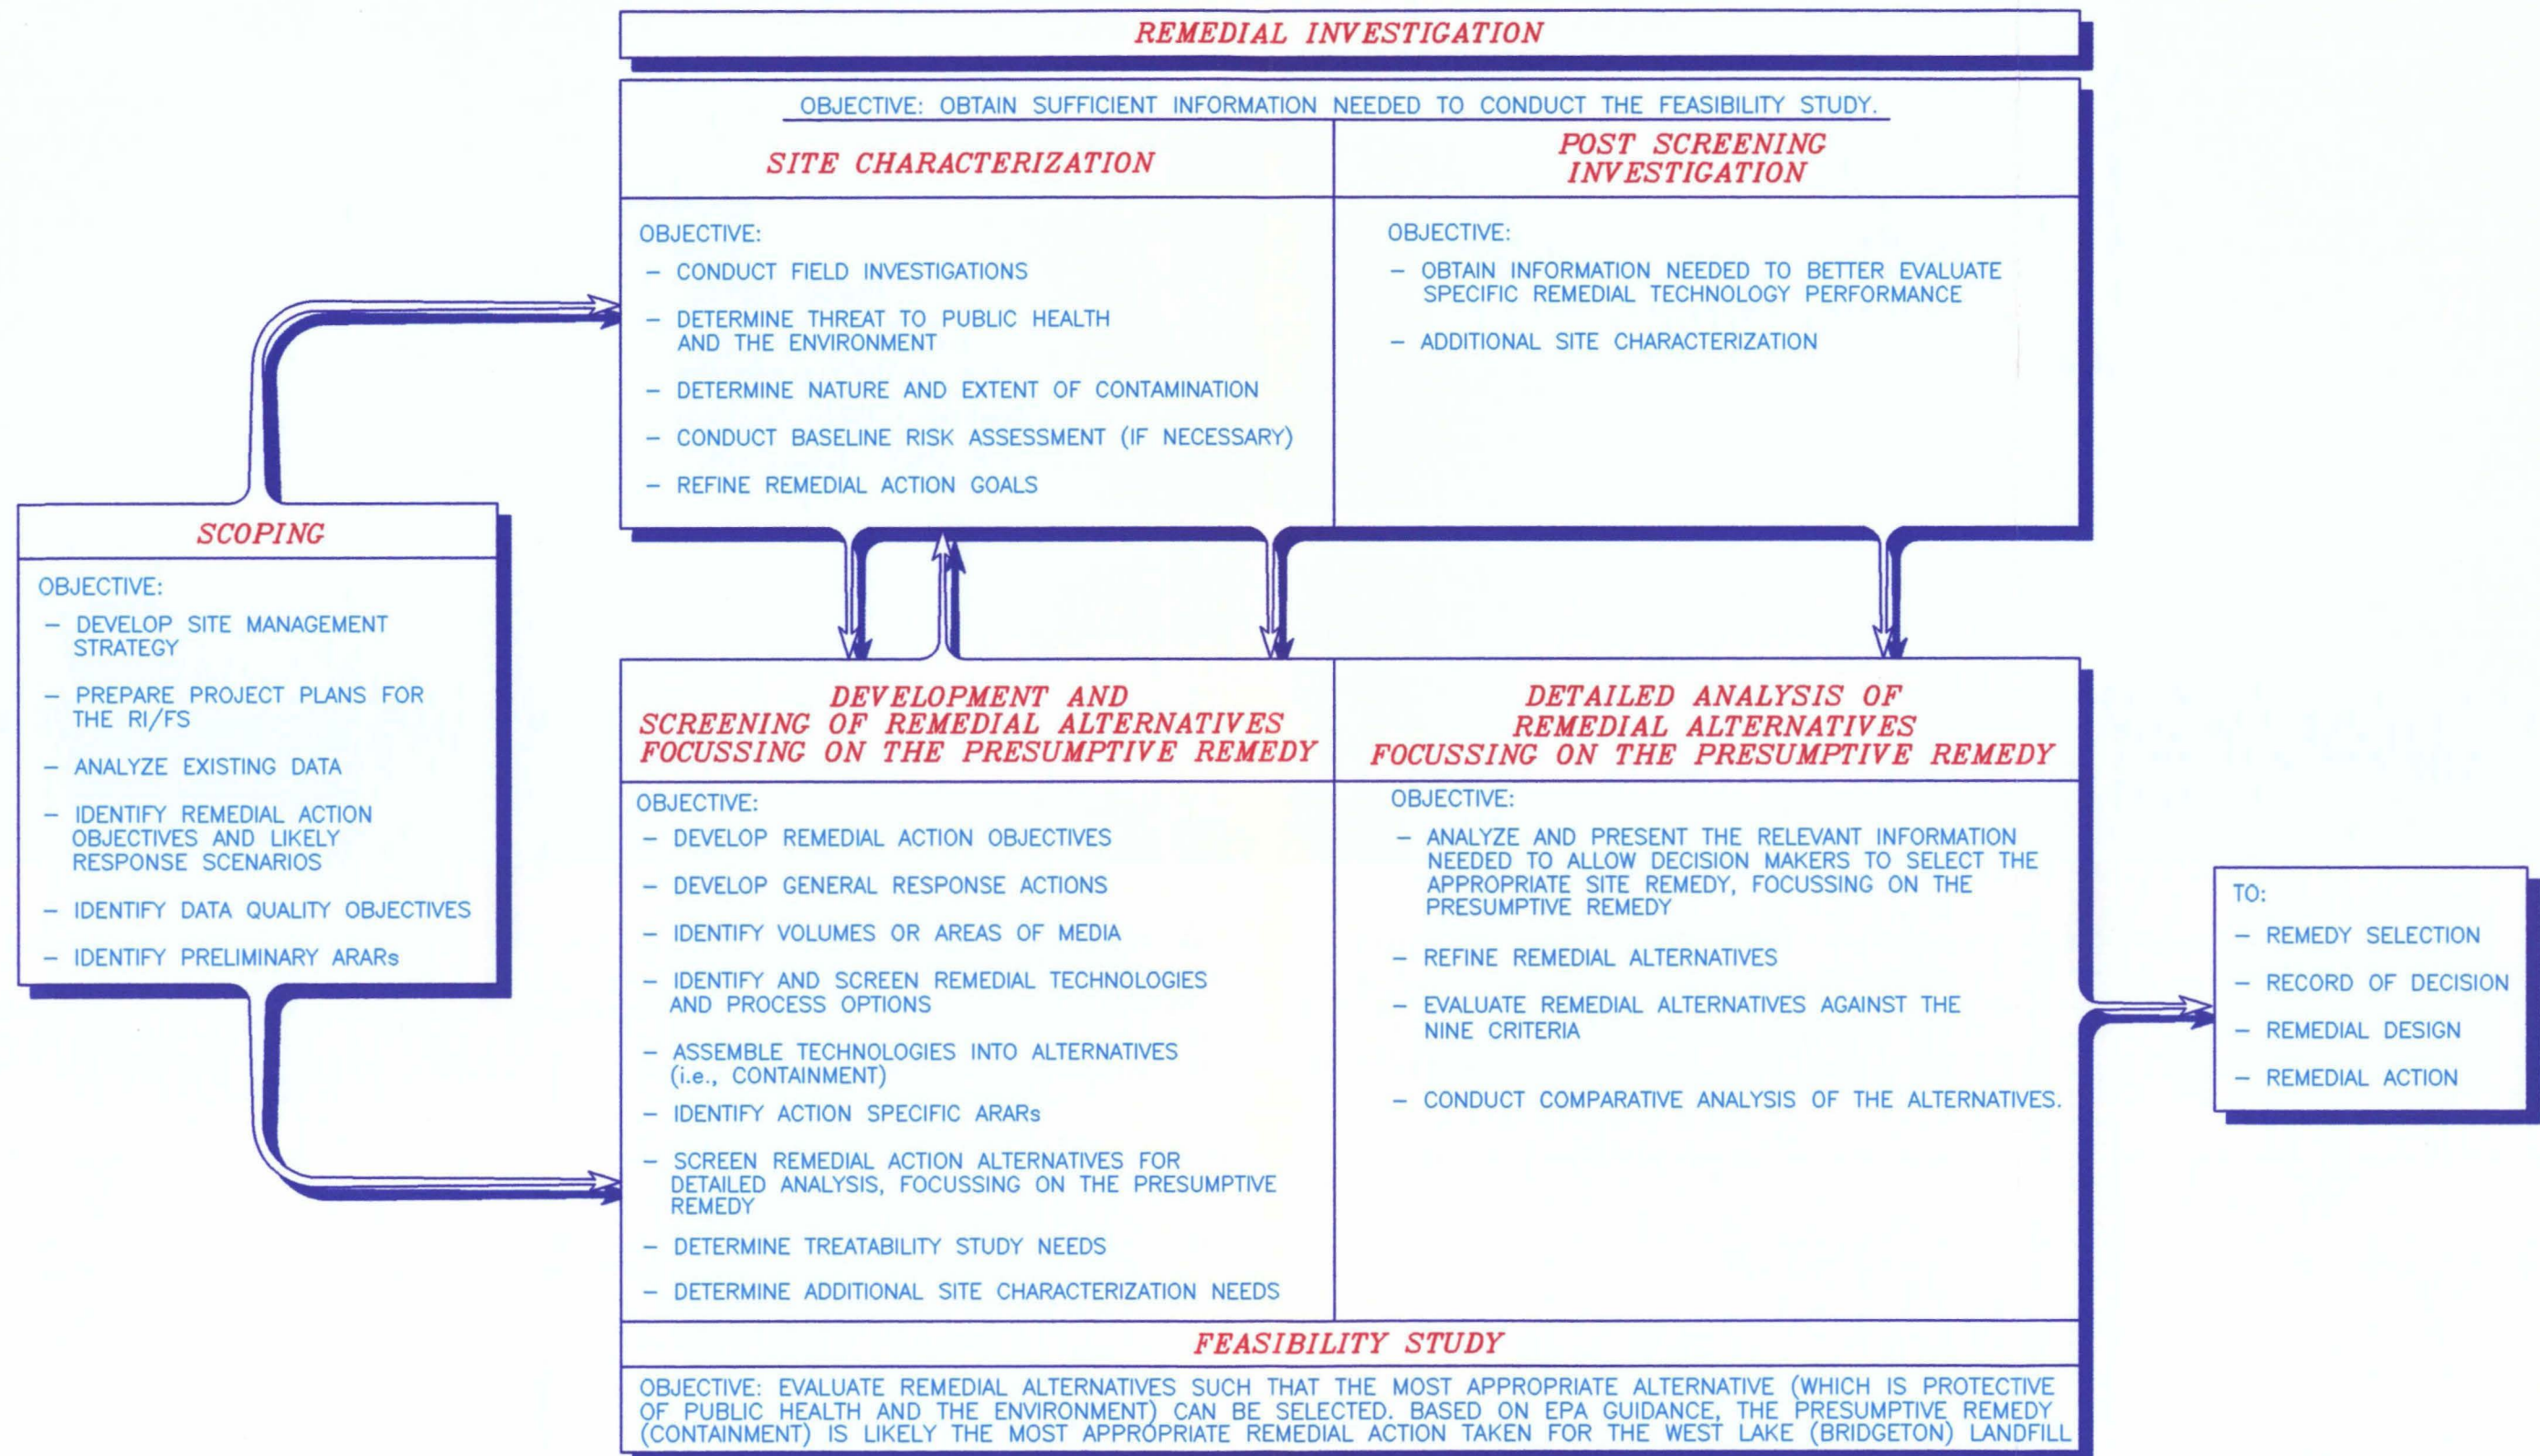 REMEDIAL INVESTIGATION
OBJECTIVE: OBTAIN SUFFICIENT INFORMATION NEEDED TO CONDUCT THE FEASIBILITY STUDY.
SITE CHARACTERIZATION
OBJECTIVE:
– CONDUCT FIELD INVESTIGATIONS
– DETERMINE THREAT TO PUBLIC HEALTH
AND THE ENVIRONMENT
– DETERMINE NATURE AND EXTENT OF CONTAMINATION
– CONDUCT BASELINE RISK ASSESSMENT (IF NECESSARY)
– REFINE REMEDIAL ACTION GOALS
POST SCREENING
INVESTIGATION
OBJECTIVE:
– OBTAIN INFORMATION NEEDED TO BETTER EVALUATE
SPECIFIC REMEDIAL TECHNOLOGY PERFORMANCE
– ADDITIONAL SITE CHARACTERIZATION
SCOPING
OBJECTIVE:
– DEVELOP SITE MANAGEMENT
STRATEGY
– PREPARE PROJECT PLANS FOR
THE RI/FS
– ANALYZE EXISTING DATA
– IDENTIFY REMEDIAL ACTION
OBJECTIVES AND LIKELY
RESPONSE SCENARIOS
– IDENTIFY DATA QUALITY OBJECTIVES
– IDENTIFY PRELIMINARY ARARs
DEVELOPMENT AND
SCREENING OF REMEDIAL ALTERNATIVES
FOCUSSING ON THE PRESUMPTIVE REMEDY
OBJECTIVE:
– DEVELOP REMEDIAL ACTION OBJECTIVES
– DEVELOP GENERAL RESPONSE ACTIONS
– IDENTIFY VOLUMES OR AREAS OF MEDIA
– IDENTIFY AND SCREEN REMEDIAL TECHNOLOGIES
AND PROCESS OPTIONS
– ASSEMBLE TECHNOLOGIES INTO ALTERNATIVES
(i.e., CONTAINMENT)
– IDENTIFY ACTION SPECIFIC ARARs
– SCREEN REMEDIAL ACTION ALTERNATIVES FOR
DETAILED ANALYSIS, FOCUSSING ON THE PRESUMPTIVE
REMEDY
– DETERMINE TREATABILITY STUDY NEEDS
– DETERMINE ADDITIONAL SITE CHARACTERIZATION NEEDS
DETAILED ANALYSIS OF
REMEDIAL ALTERNATIVES
FOCUSSING ON THE PRESUMPTIVE REMEDY
OBJECTIVE:
– ANALYZE AND PRESENT THE RELEVANT INFORMATION
NEEDED TO ALLOW DECISION MAKERS TO SELECT THE
APPROPRIATE SITE REMEDY, FOCUSSING ON THE
PRESUMPTIVE REMEDY
– REFINE REMEDIAL ALTERNATIVES
– EVALUATE REMEDIAL ALTERNATIVES AGAINST THE
NINE CRITERIA
– CONDUCT COMPARATIVE ANALYSIS OF THE ALTERNATIVES.
FEASIBILITY STUDY
OBJECTIVE: EVALUATE REMEDIAL ALTERNATIVES SUCH THAT THE MOST APPROPRIATE ALTERNATIVE (WHICH IS PROTECTIVE
OF PUBLIC HEALTH AND THE ENVIRONMENT) CAN BE SELECTED. BASED ON EPA GUIDANCE, THE PRESUMPTIVE REMEDY
(CONTAINMENT) IS LIKELY THE MOST APPROPRIATE REMEDIAL ACTION TAKEN FOR THE WEST LAKE (BRIDGETON) LANDFILL
TO:
– REMEDY SELECTION
– RECORD OF DECISION
– REMEDIAL DESIGN
– REMEDIAL ACTION